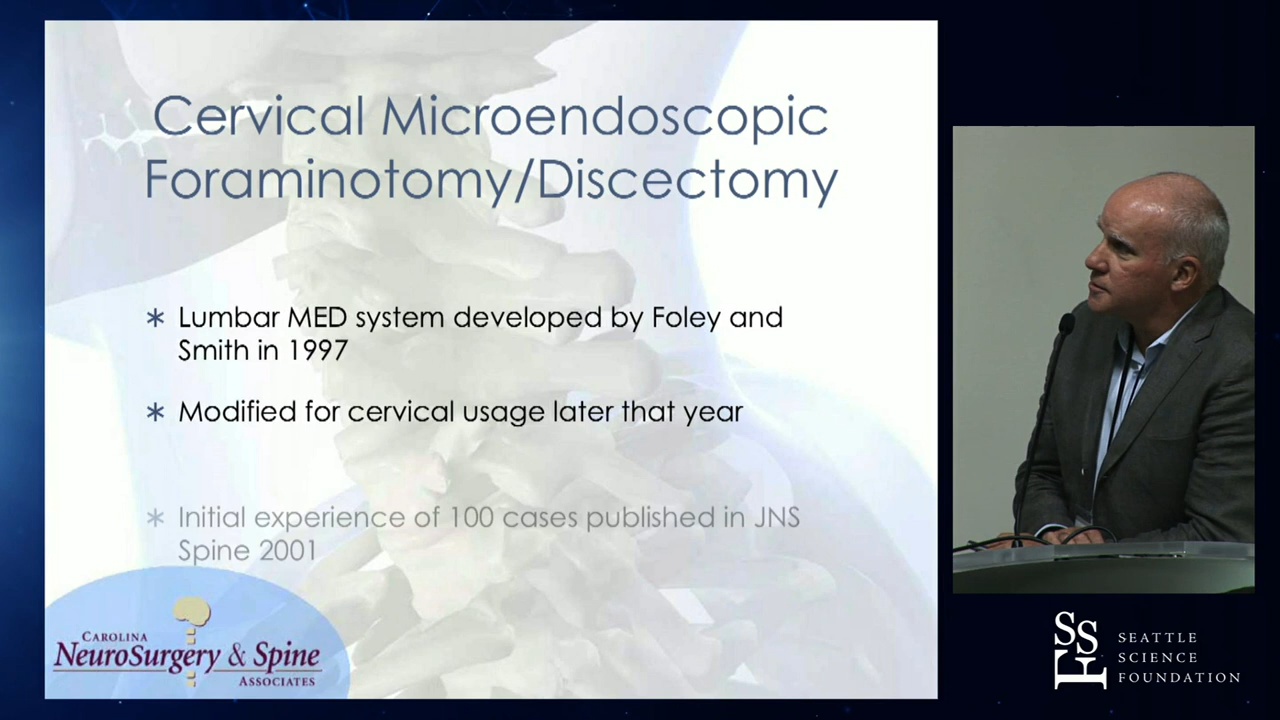 Cervical Microendoscopic
Foraminotomy/Discectomy
* Lumbar MED system developed by Foley and
Smith in 1997
* Modified for cervical usage later that year
* Initial experience of 100 cases published in JNS
Spine 2001
CAROLINA
NEUROSURGERY & SPINE
ASSOCIATES
SSF
SEATTLE
SCIENCE
FOUNDATION